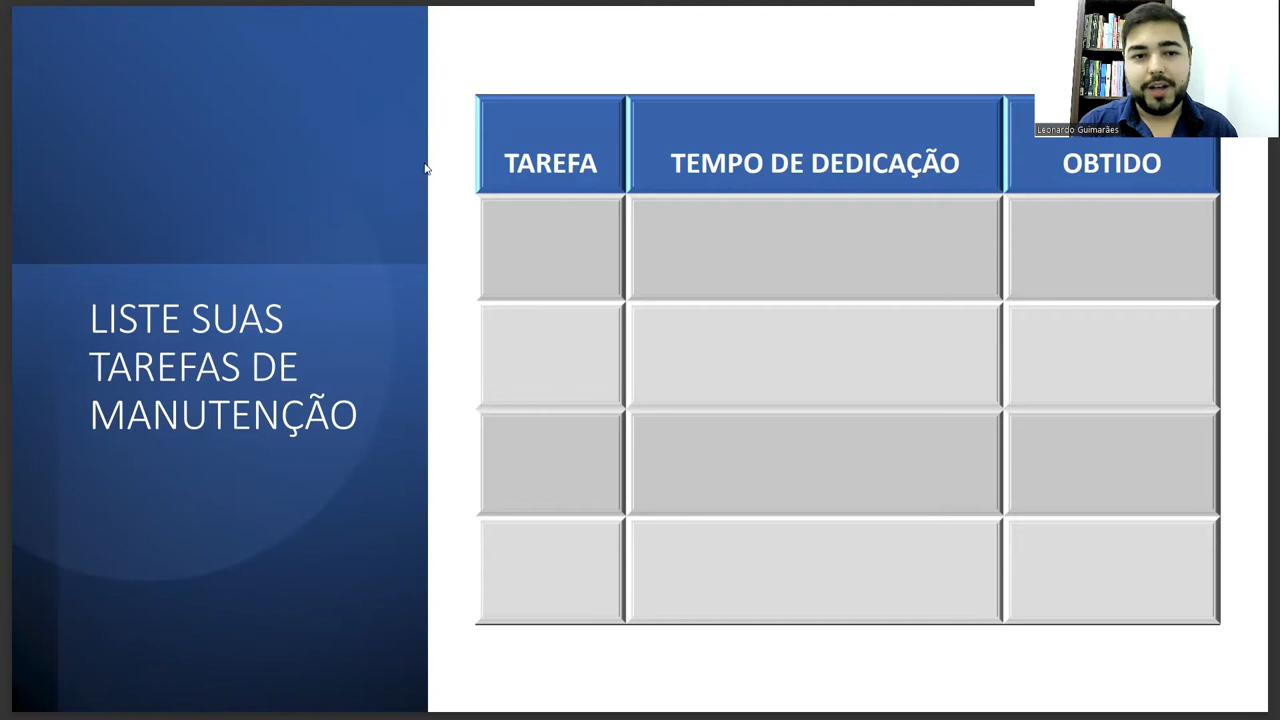 LISTE SUAS
TAREFAS DE
MANUTENÇÃO
TAREFA
TEMPO DE DEDICAÇÃO
OBTIDO
Leonardo Guimarães